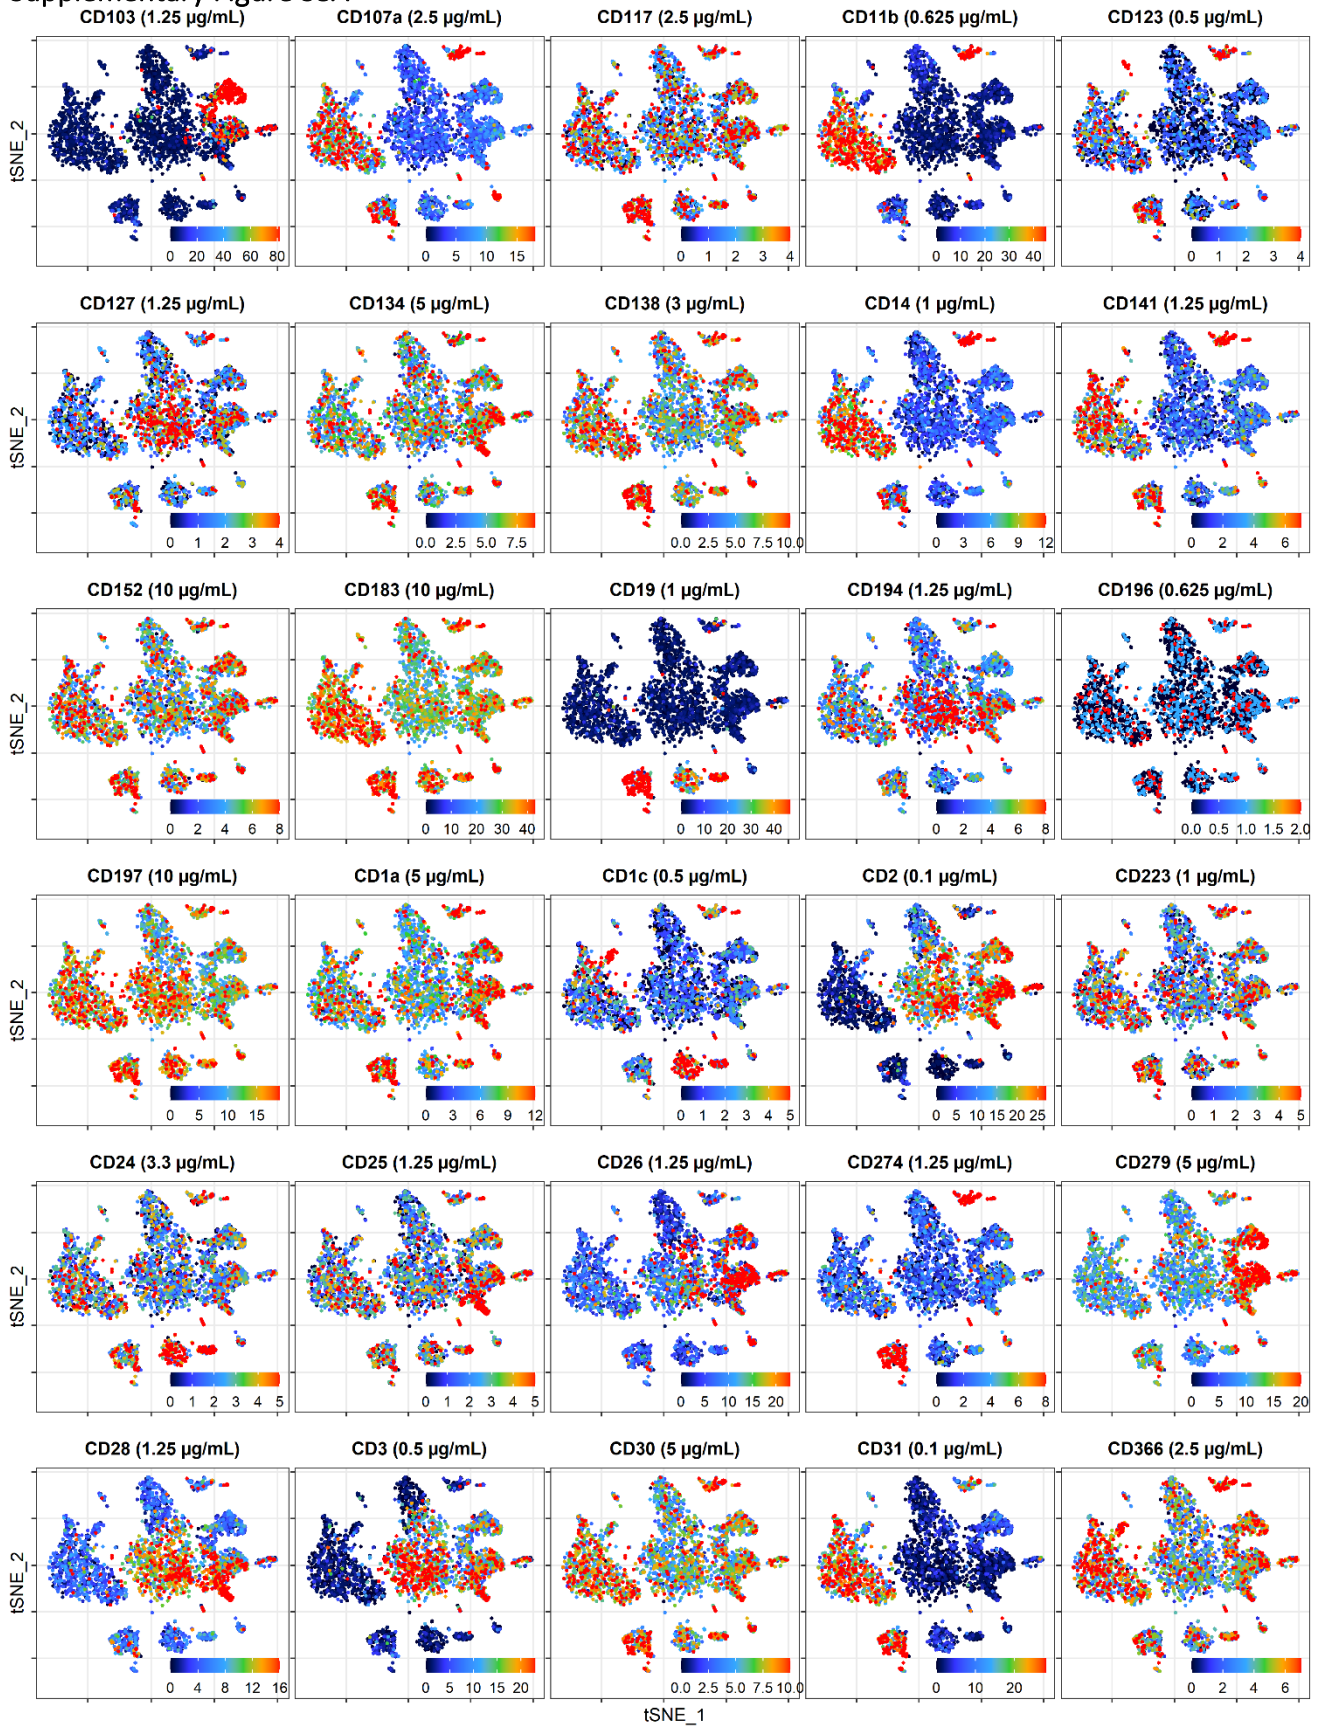 CD103 (1.25 µg/mL) CD107a (2.5 µg/mL) CD117 (2.5 µg/mL) CD11b (0.625 µg/mL) CD123 (0.5 µg/mL)
tSNE_2
0 20 40 60 80 0 5 10 15 0 1 2 3 4 0 10 20 30 40 0 1 2 3 4
CD127 (1.25 µg/mL) CD134 (5 µg/mL) CD138 (3 µg/mL) CD14 (1 µg/mL) CD141 (1.25 µg/mL)
tSNE_2
0 1 2 3 4 0.0 2.5 5.0 7.5 0.0 2.5 5.0 7.5 10.0 0 3 6 9 12 0 2 4 6
CD152 (10 µg/mL) CD183 (10 µg/mL) CD19 (1 µg/mL) CD194 (1.25 µg/mL) CD196 (0.625 µg/mL)
tSNE_2
0 2 4 6 8 0 10 20 30 40 0 10 20 30 40 0 2 4 6 8 0.0 0.5 1.0 1.5 2.0
CD197 (10 µg/mL) CD1a (5 µg/mL) CD1c (0.5 µg/mL) CD2 (0.1 µg/mL) CD223 (1 µg/mL)
tSNE_2
0 5 10 15 0 3 6 9 12 0 1 2 3 4 5 0 5 10 15 20 25 0 1 2 3 4 5
CD24 (3.3 µg/mL) CD25 (1.25 µg/mL) CD26 (1.25 µg/mL) CD274 (1.25 µg/mL) CD279 (5 µg/mL)
tSNE_2
0 1 2 3 4 5 0 1 2 3 4 5 0 5 10 15 20 0 2 4 6 8 0 5 10 15 20
CD28 (1.25 µg/mL) CD3 (0.5 µg/mL) CD30 (5 µg/mL) CD31 (0.1 µg/mL) CD366 (2.5 µg/mL)
tSNE_2
0 4 8 12 16 0 5 10 15 20 0.0 2.5 5.0 7.5 10.0 0 10 20 0 2 4 6
tSNE_1